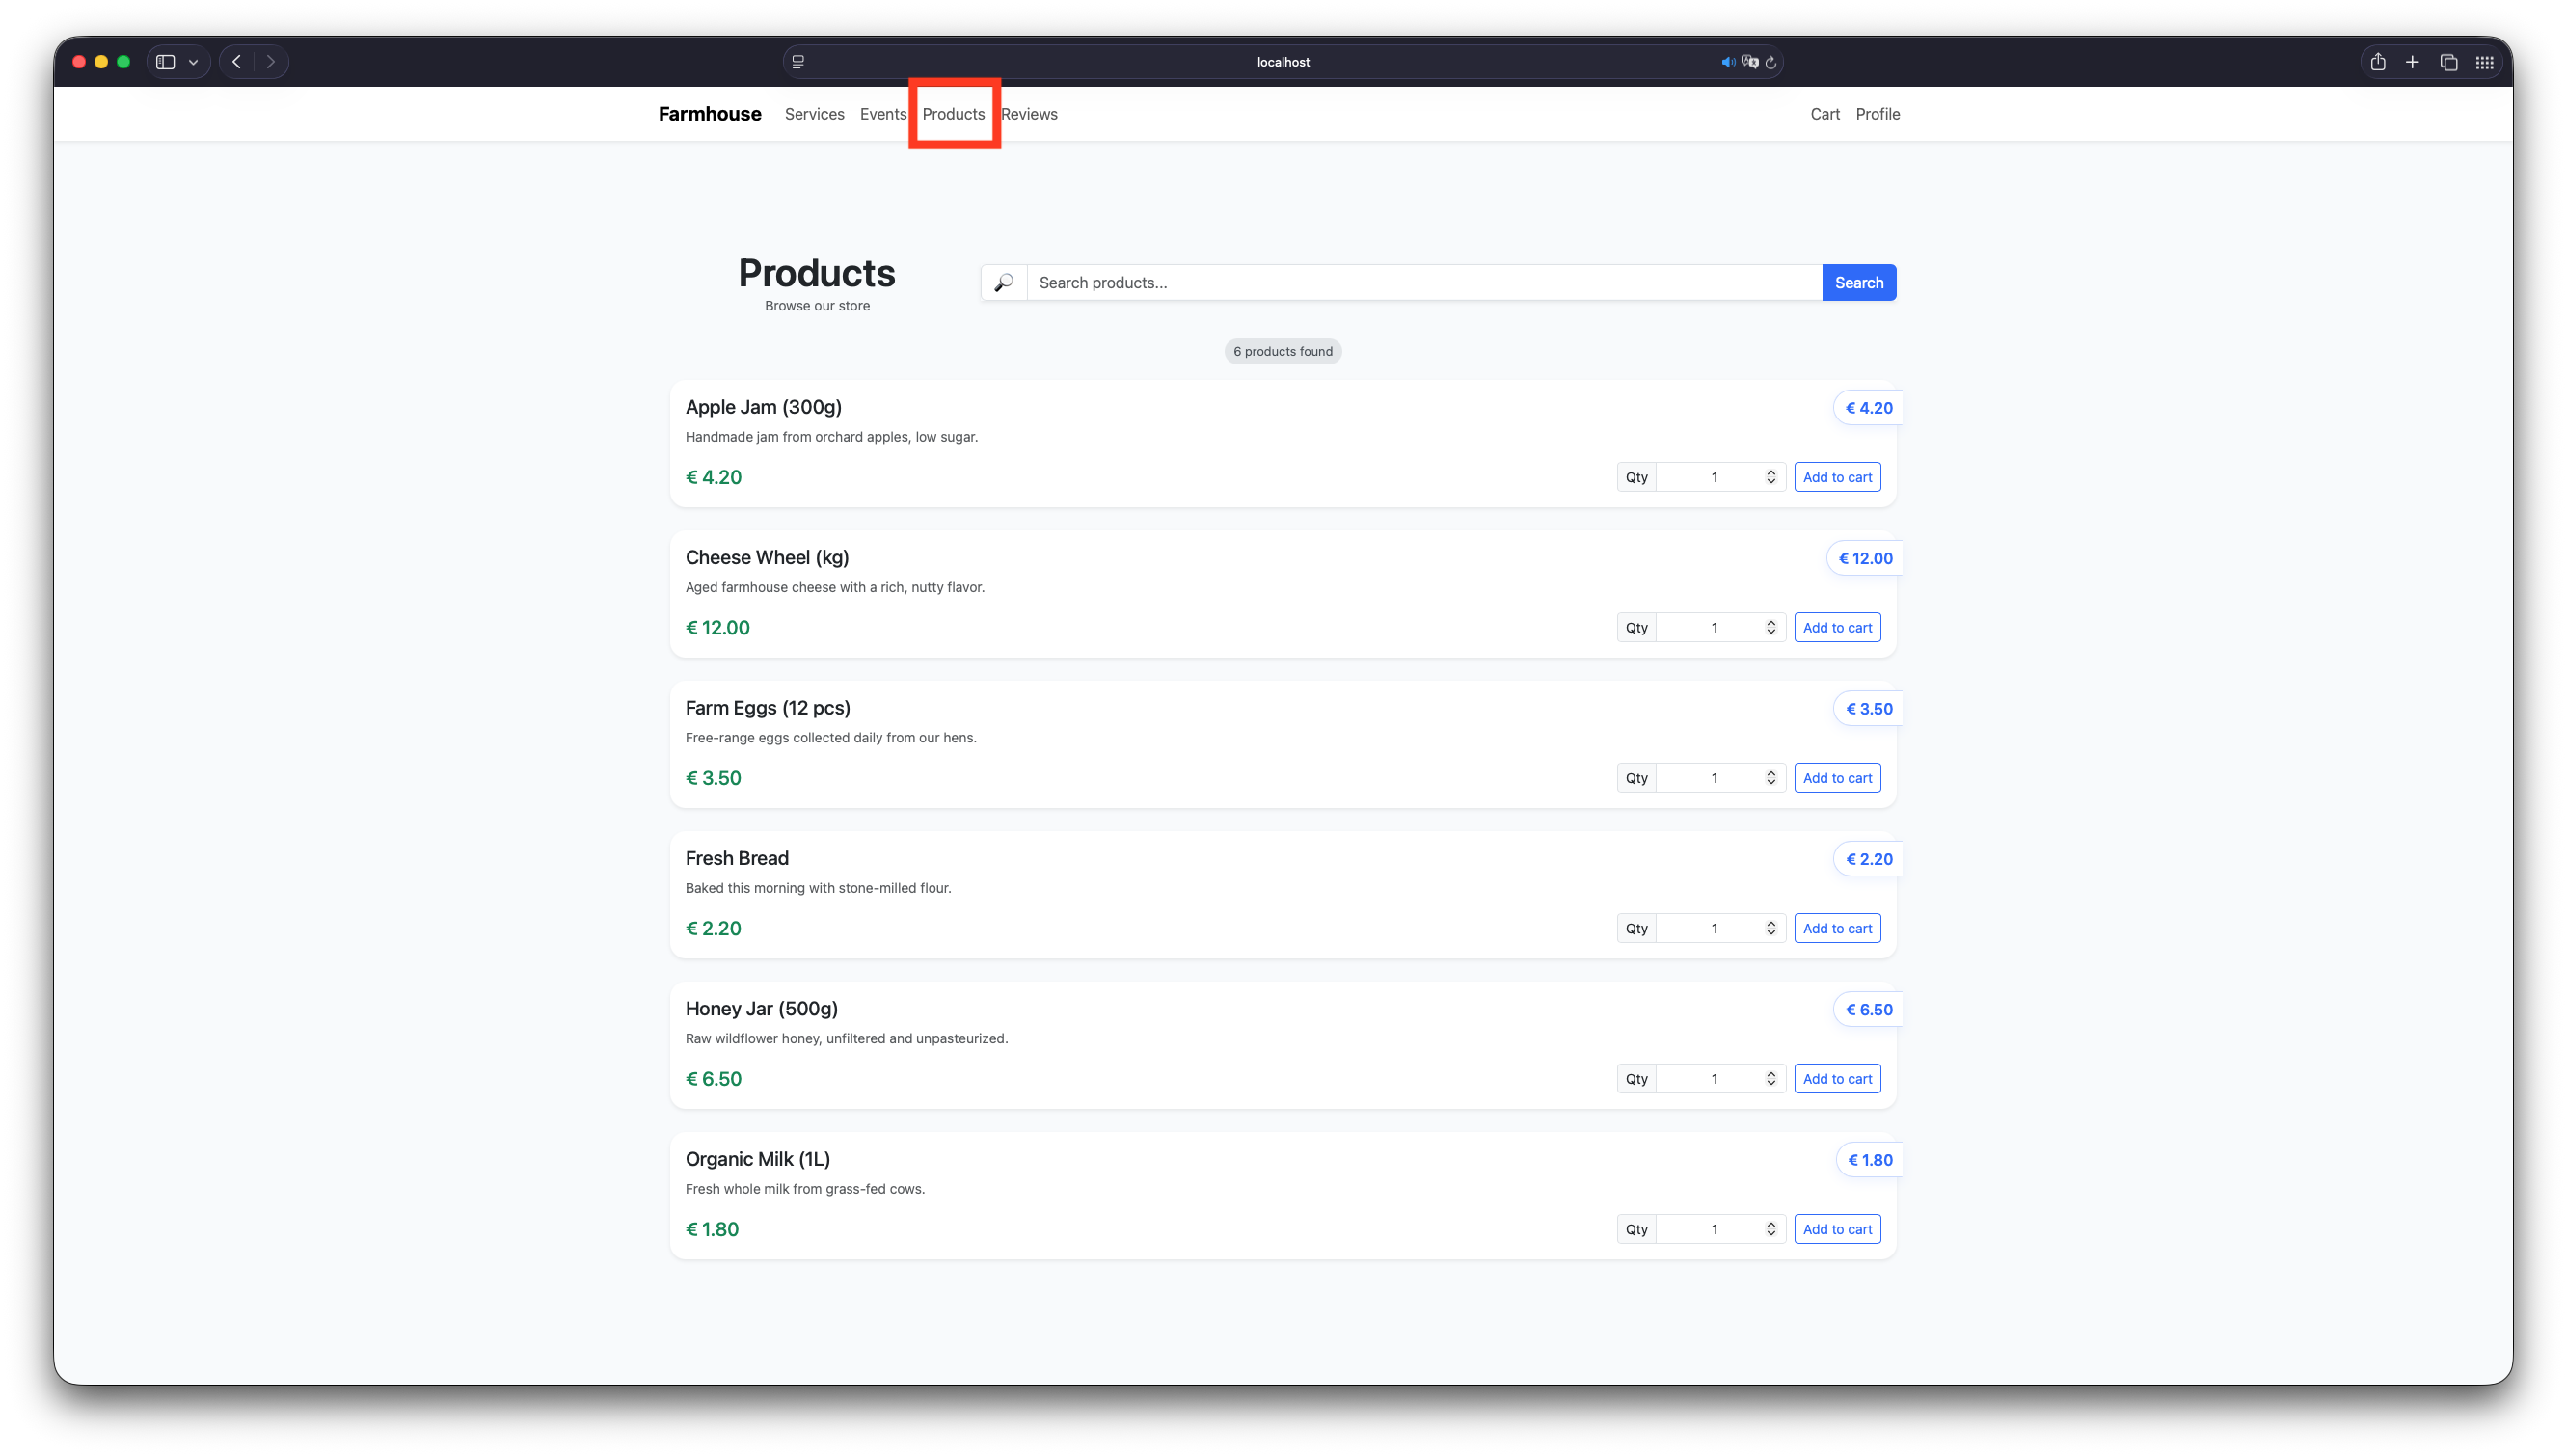 localhost
Farmhouse Services Events Products Reviews Cart Profile
Products
Browse our store
Search products... Search
6 products found
Apple Jam (300g) € 4.20
Handmade jam from orchard apples, low sugar.
€ 4.20 Qty 1 Add to cart
Cheese Wheel (kg) € 12.00
Aged farmhouse cheese with a rich, nutty flavor.
€ 12.00 Qty 1 Add to cart
Farm Eggs (12 pcs) € 3.50
Free-range eggs collected daily from our hens.
€ 3.50 Qty 1 Add to cart
Fresh Bread € 2.20
Baked this morning with stone-milled flour.
€ 2.20 Qty 1 Add to cart
Honey Jar (500g) € 6.50
Raw wildflower honey, unfiltered and unpasteurized.
€ 6.50 Qty 1 Add to cart
Organic Milk (1L) € 1.80
Fresh whole milk from grass-fed cows.
€ 1.80 Qty 1 Add to cart